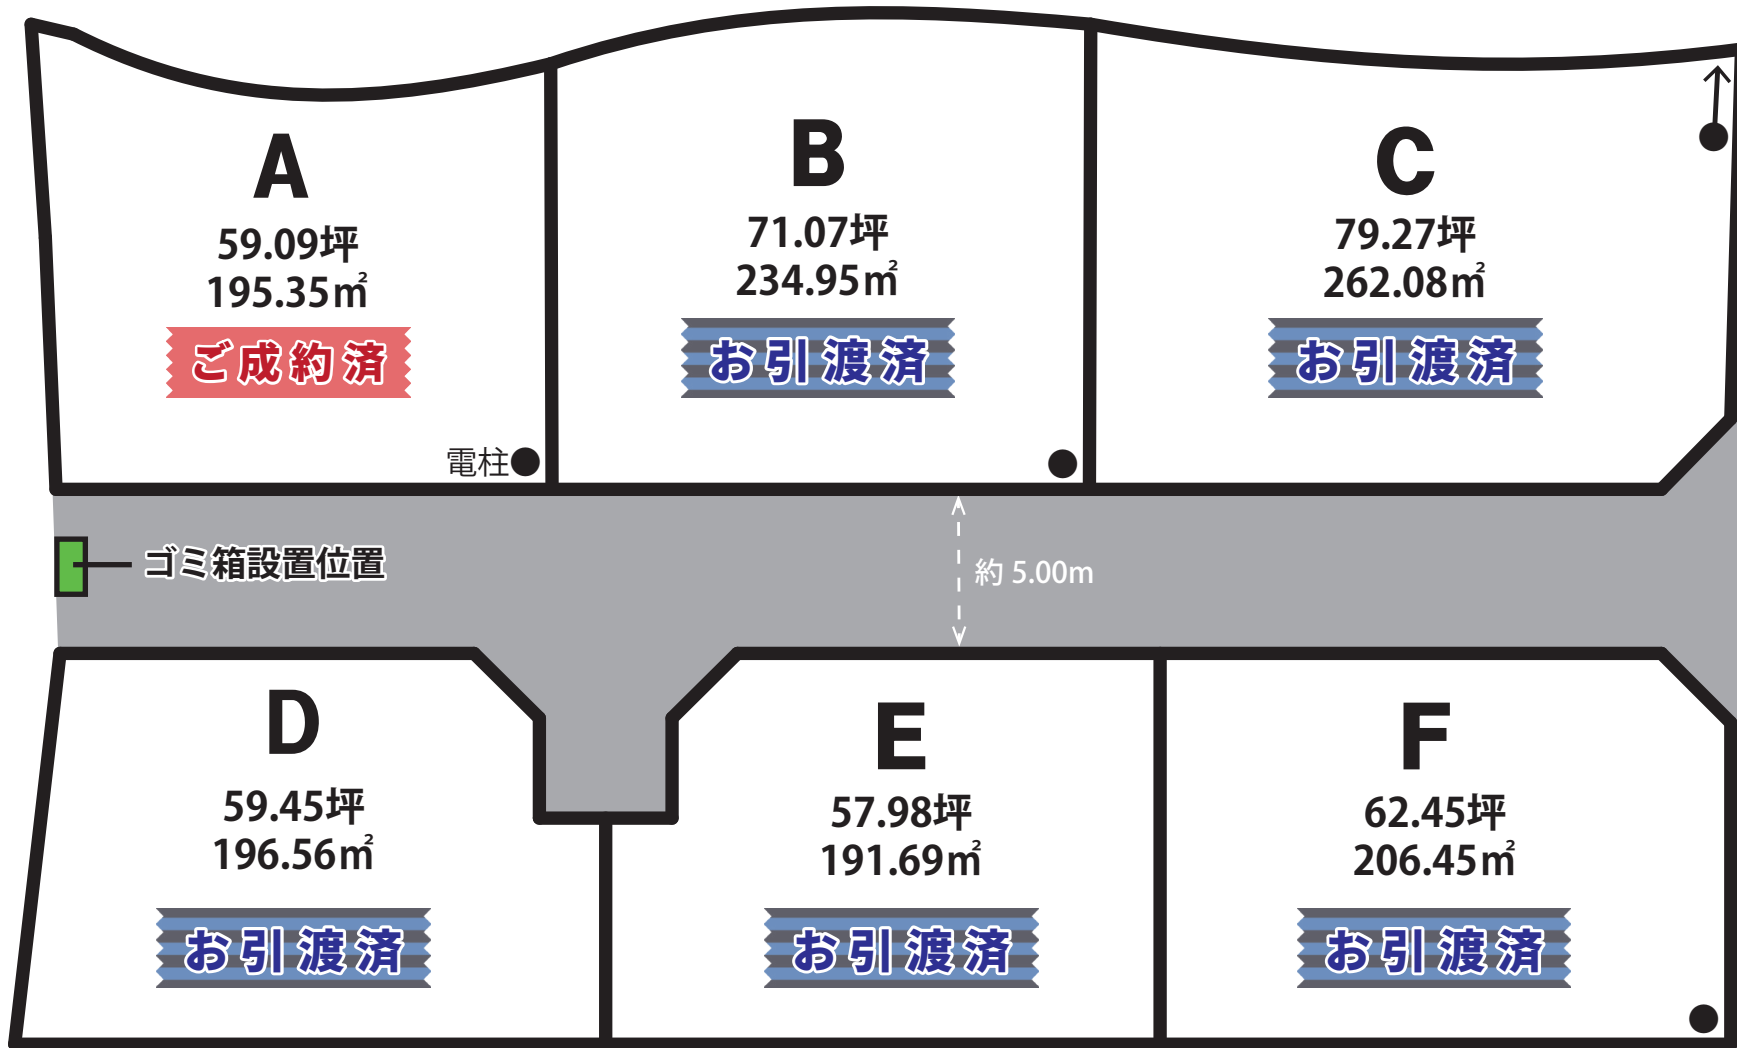 A
59.09坪
195.35㎡
ご成約済
電柱
B
71.07坪
234.95㎡
お引渡済
C
79.27坪
262.08㎡
お引渡済
ゴミ箱設置位置
約 5.00m
D
59.45坪
196.56㎡
お引渡済
E
57.98坪
191.69㎡
お引渡済
F
62.45坪
206.45㎡
お引渡済